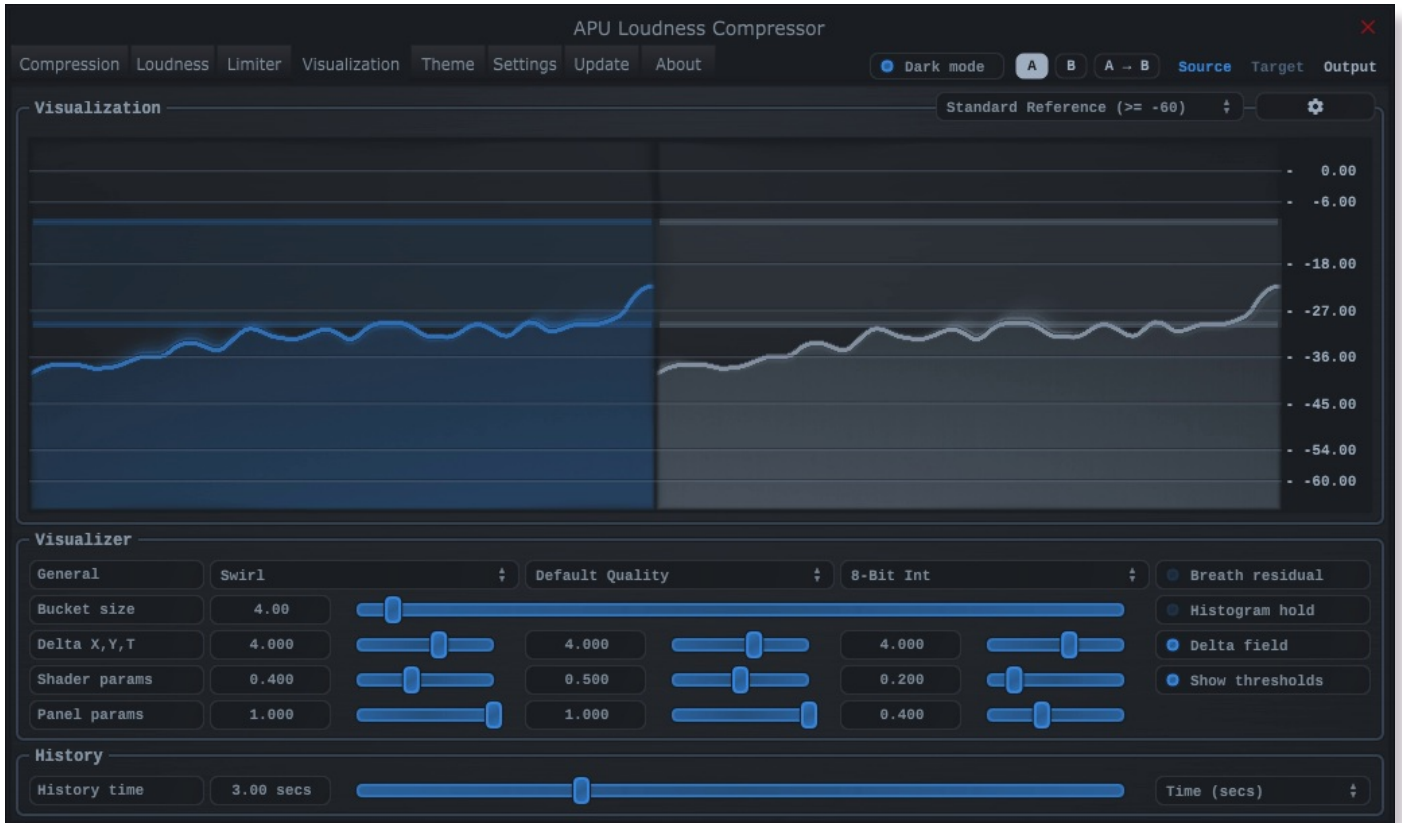 APU Loudness Compressor
Compression Loudness Limiter Visualization Theme Settings Update About Dark mode A B A → B Source Target Output
Visualization Standard Reference (>= -60)
- 0.00
- -6.00
- -18.00
- -27.00
- -36.00
- -45.00
- -54.00
- -60.00
Visualizer
General Swirl Default Quality 8-Bit Int Breath residual
Bucket size 4.00 Histogram hold
Delta X,Y,T 4.000 4.000 4.000 Delta field
Shader params 0.400 0.500 0.200 Show thresholds
Panel params 1.000 1.000 0.400
History
History time 3.00 secs Time (secs)